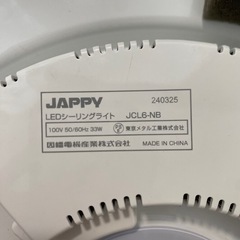 JAPPY 240325
LEDシーリングライト JCL6-NB
100V 50/60Hz 33W 東京メタル工業株式会社
因幡電機産業株式会社 MADE IN CHINA